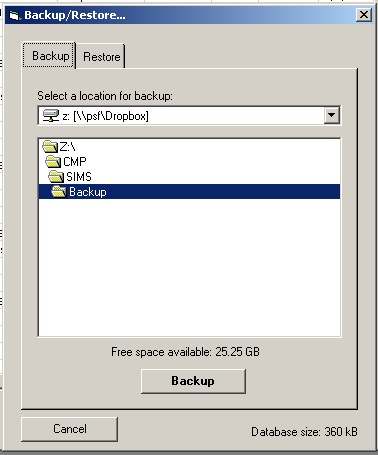 Backup/Restore...
Backup Restore
Select a location for backup:
z: [\\psf\Dropbox]
Z:\
CMP
SIMS
Backup
Free space available: 25.25 GB
Backup
Cancel
Database size: 360 kB